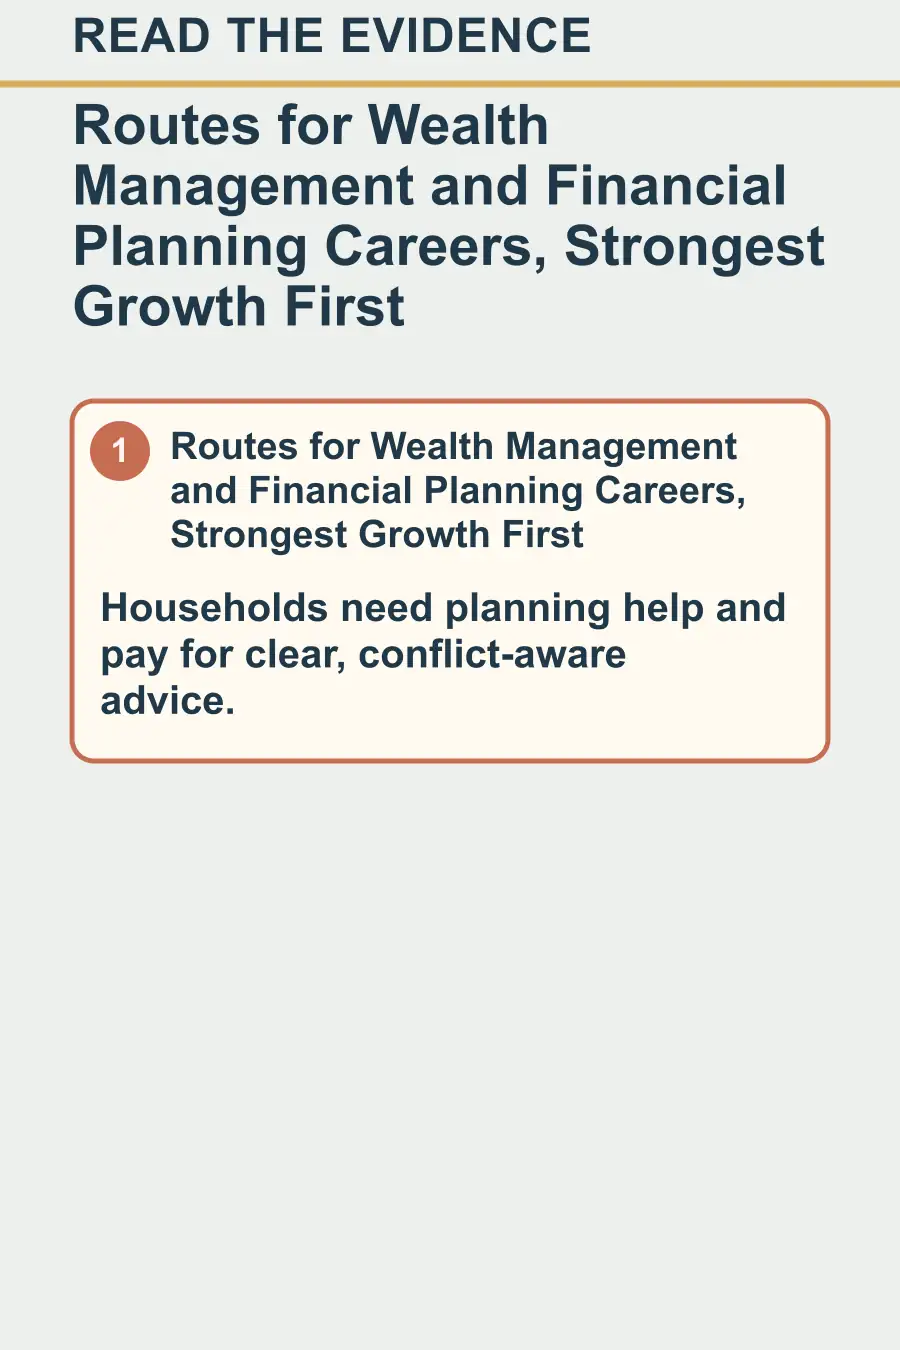 READ THE EVIDENCE
Routes for Wealth
Management and Financial
Planning Careers, Strongest
Growth First
1
Routes for Wealth Management
and Financial Planning Careers,
Strongest Growth First
Households need planning help and
pay for clear, conflict-aware
advice.